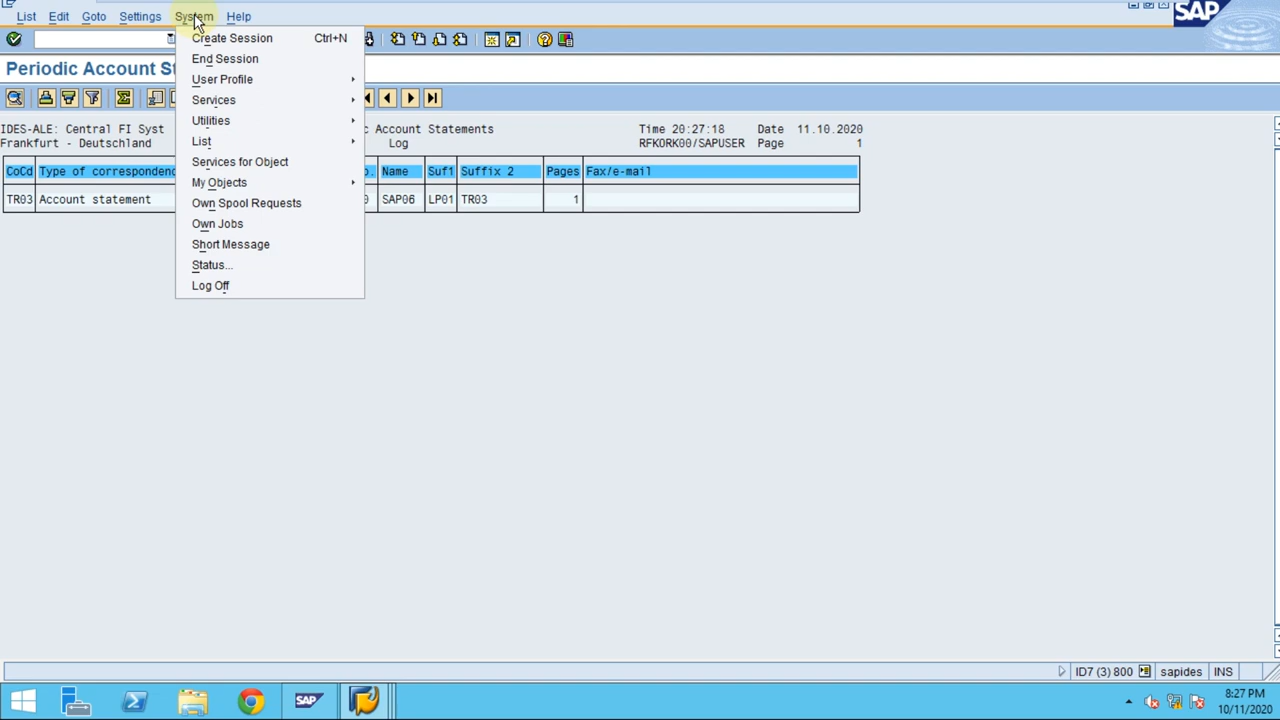 List Edit Goto Settings System Help
SAP
Create Session Ctrl+N
End Session
User Profile
Services
Utilities
List
Services for Object
My Objects
Own Spool Requests
Own Jobs
Short Message
Status...
Log Off
Periodic Account St
IDES-ALE: Central FI Syst c Account Statements Time 20:27:18 Date 11.10.2020
Frankfurt - Deutschland Log RFKORK00/SAPUSER Page 1
CoCd Type of correspondenc o. Name Suf1 Suffix 2 Pages Fax/e-mail
TR03 Account statement 0 SAP06 LP01 TR03 1
ID7 (3) 800 sapides INS
SAP
8:27 PM
10/11/2020